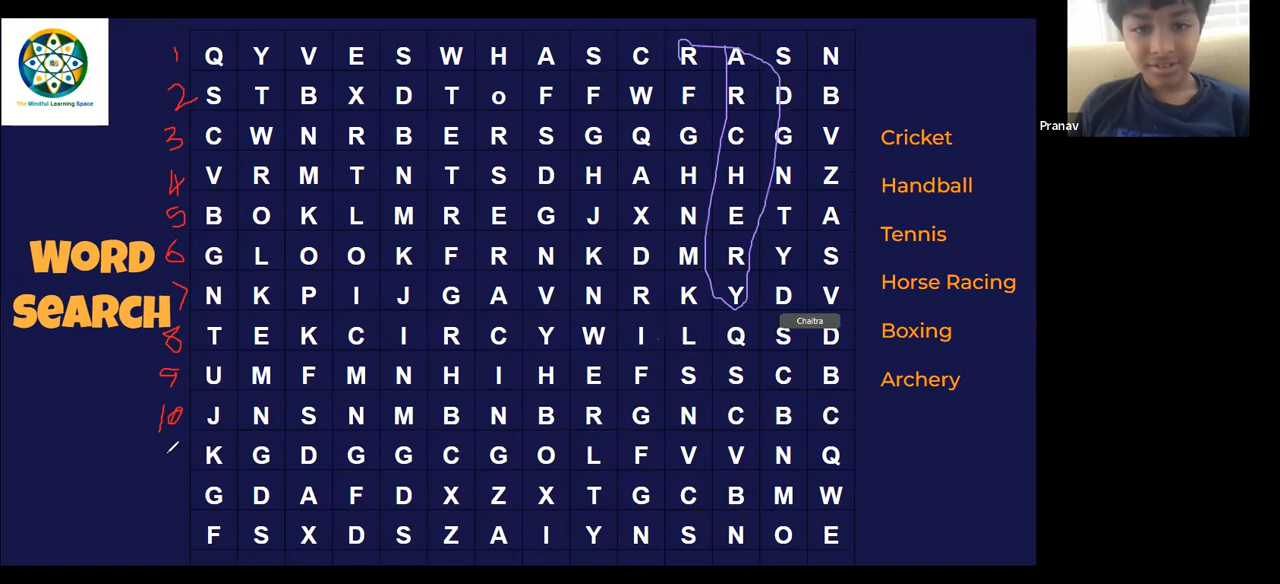 The Mindful Learning Space
WORD
SEARCH
1 Q Y V E S W H A S C R A S N
2 S T B X D T o F F W F R D B
3 C W N R B E R S G Q G C G V
4 V R M T N T S D H A H H N Z
5 B O K L M R E G J X N E T A
6 G L O O K F R N K D M R Y S
7 N K P I J G A V N R K Y D V
8 T E K C I R C Y W I L Q S D
9 U M F M N H I H E F S S C B
10 J N S N M B N B R G N C B C
K G D G G C G O L F V V N Q
G D A F D X Z X T G C B M W
F S X D S Z A I Y N S N O E
Chaitra
Pranav
Cricket
Handball
Tennis
Horse Racing
Boxing
Archery